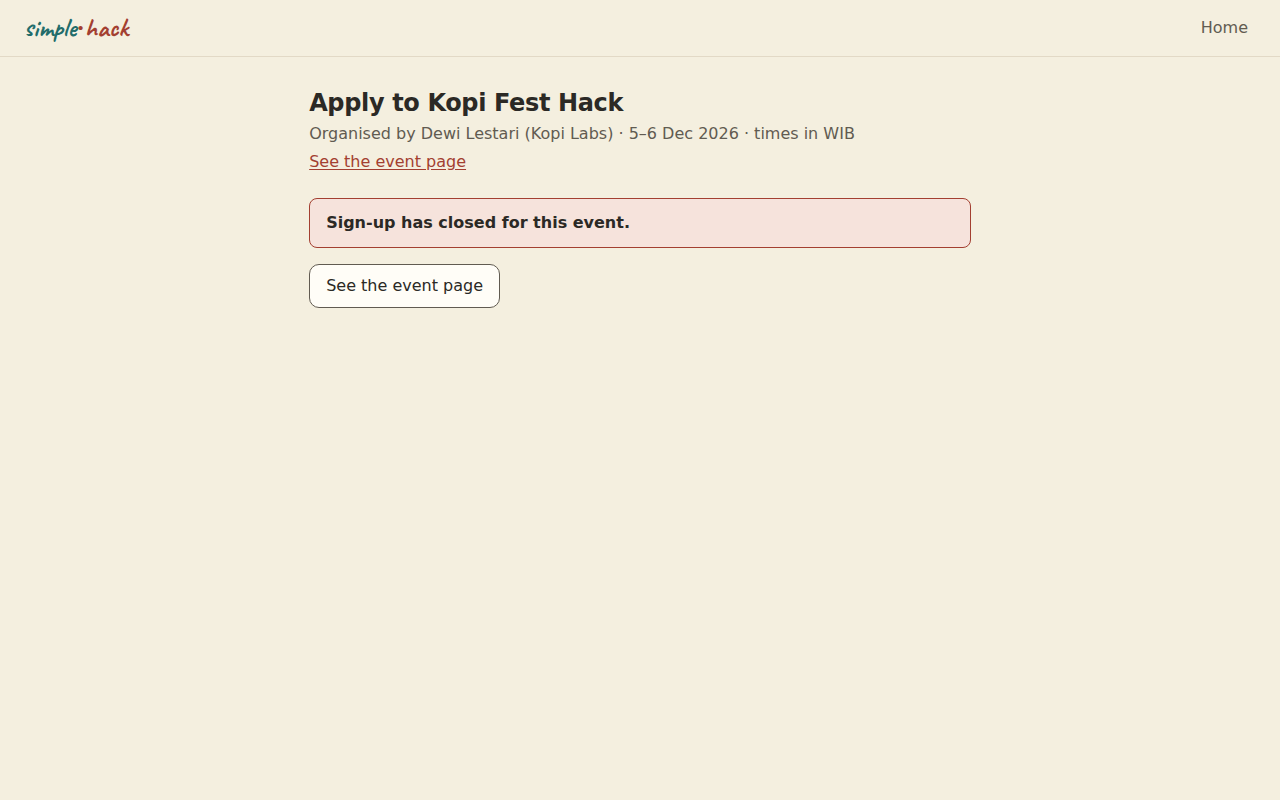 simple·hack
Home
Apply to Kopi Fest Hack
Organised by Dewi Lestari (Kopi Labs) · 5–6 Dec 2026 · times in WIB
See the event page
Sign-up has closed for this event.
See the event page